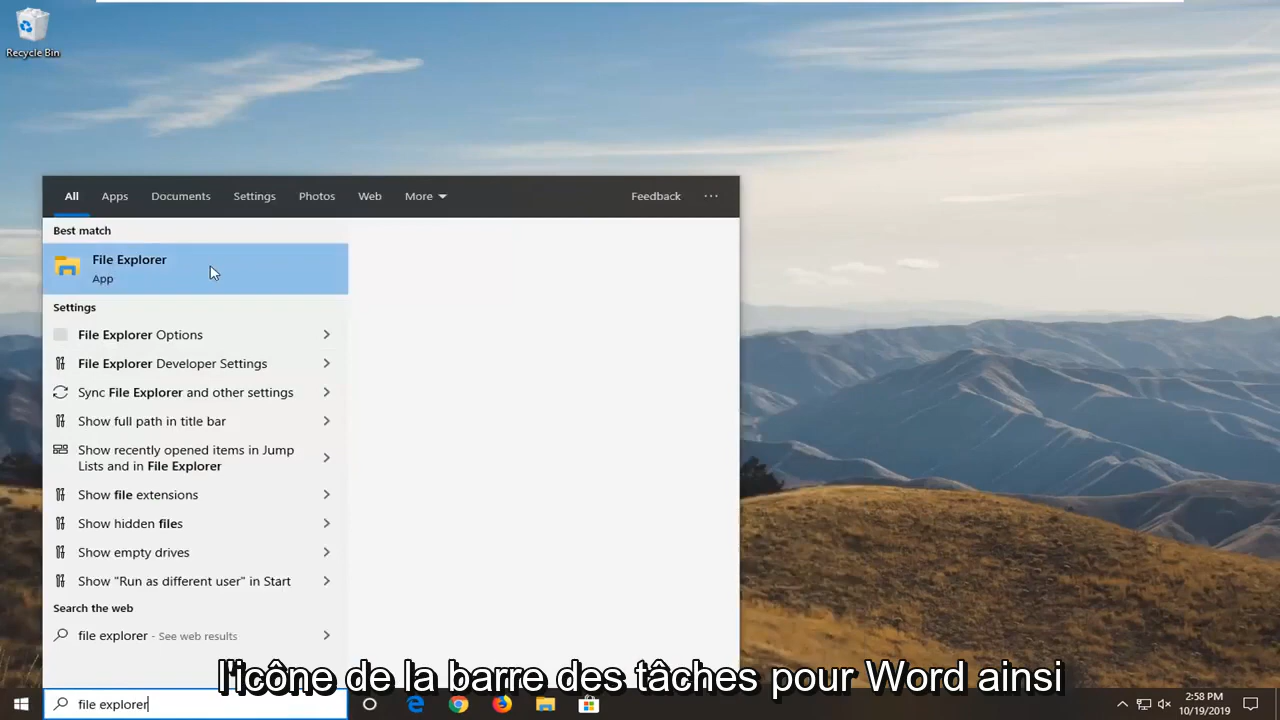 Recycle Bin
All Apps Documents Settings Photos Web More Feedback ...
Best match
File Explorer
App
Settings
File Explorer Options
File Explorer Developer Settings
Sync File Explorer and other settings
Show full path in title bar
Show recently opened items in Jump
Lists and in File Explorer
Show file extensions
Show hidden files
Show empty drives
Show "Run as different user" in Start
Search the web
file explorer - See web results
l'icône de la barre des tâches pour Word ainsi
file explorer
2:58 PM
10/19/2019